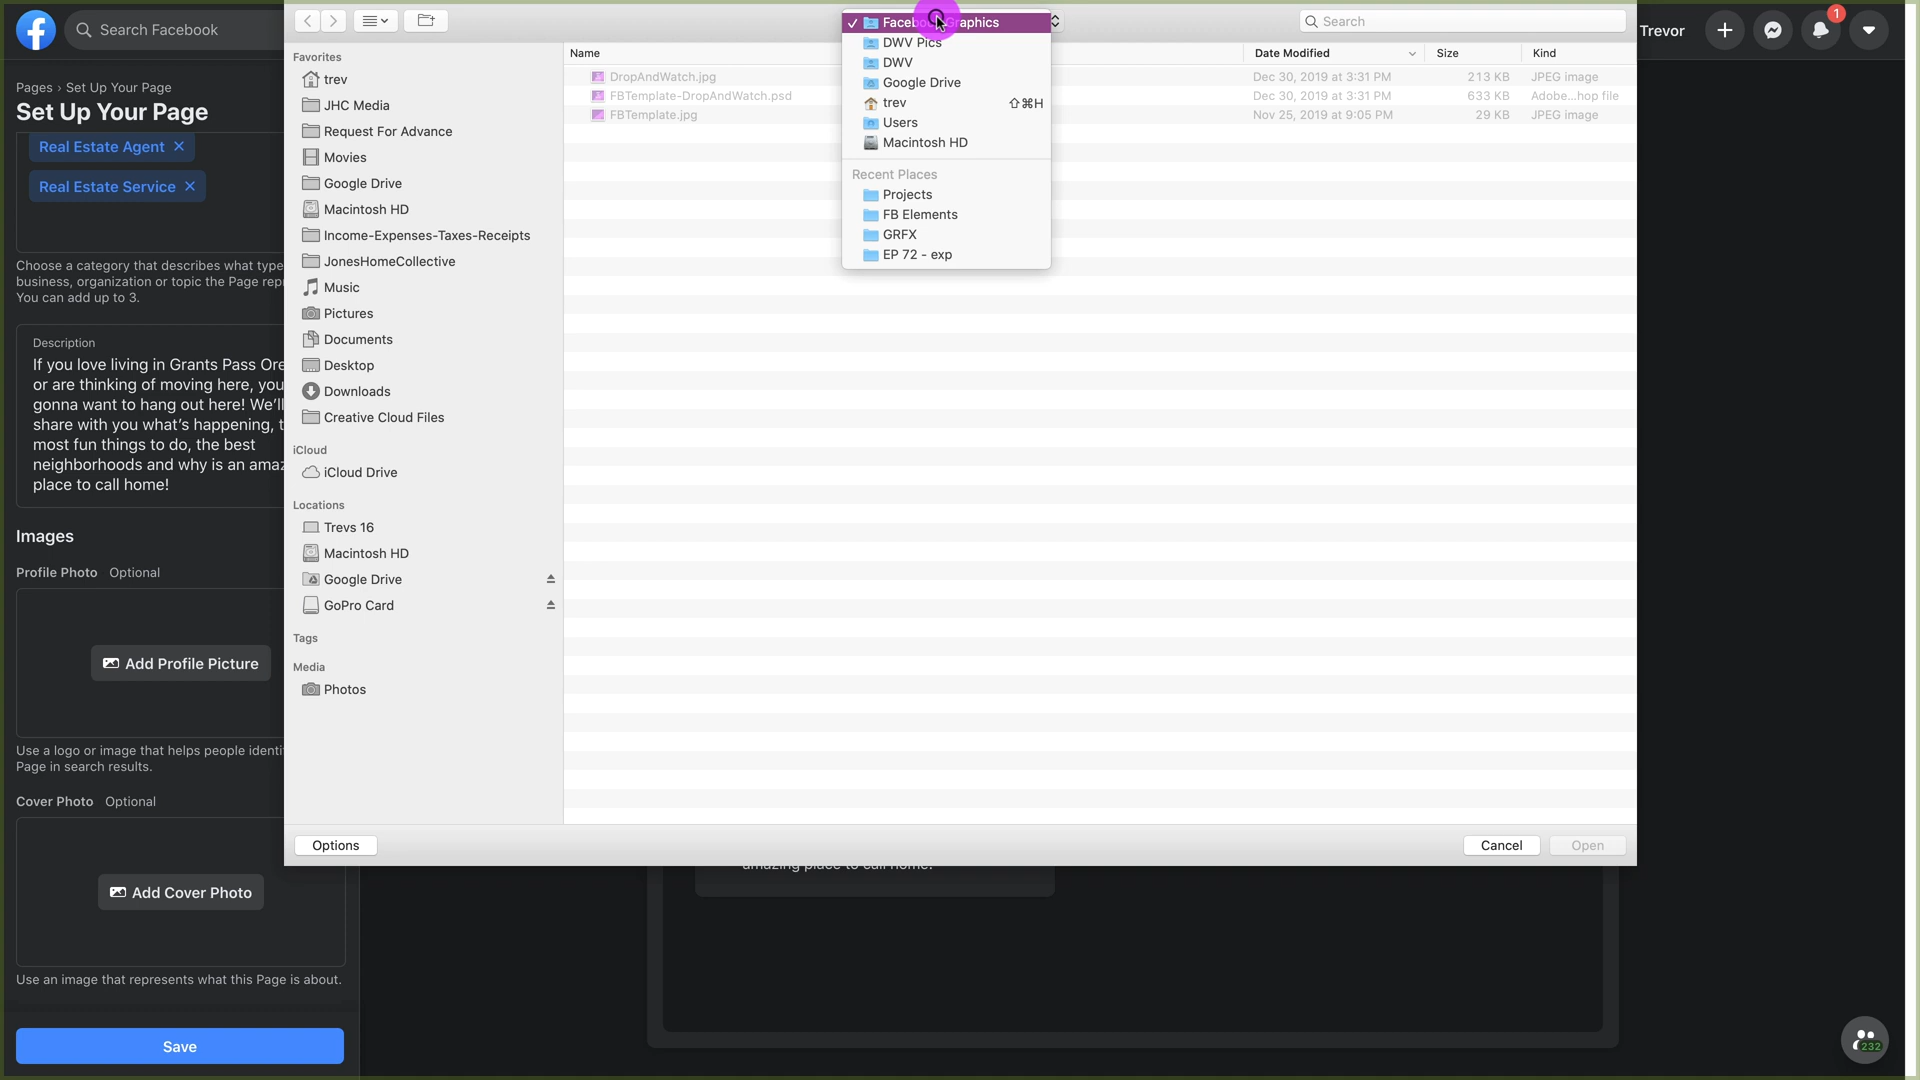 Search Facebook
Trevor
1
Pages › Set Up Your Page
Set Up Your Page
Real Estate Agent ×
Real Estate Service ×
Choose a category that describes what type
business, organization or topic the Page rep
You can add up to 3.
Description
If you love living in Grants Pass Ore
or are thinking of moving here, you
gonna want to hang out here! We'll
share with you what's happening, t
most fun things to do, the best
neighborhoods and why is an amaz
place to call home!
Images
Profile Photo Optional
Add Profile Picture
Use a logo or image that helps people identi
Page in search results.
Cover Photo Optional
Add Cover Photo
Use an image that represents what this Page is about.
Save
Favorites
trev
JHC Media
Request For Advance
Movies
Google Drive
Macintosh HD
Income-Expenses-Taxes-Receipts
JonesHomeCollective
Music
Pictures
Documents
Desktop
Downloads
Creative Cloud Files
iCloud
iCloud Drive
Locations
Trevs 16
Macintosh HD
Google Drive
GoPro Card
Tags
Media
Photos
Options
✓ Facebook Graphics
DWV Pics
DWV
Google Drive
trev ⇧⌘H
Users
Macintosh HD
Recent Places
Projects
FB Elements
GRFX
EP 72 - exp
Search
Name Date Modified Size Kind
DropAndWatch.jpg Dec 30, 2019 at 3:31 PM 213 KB JPEG image
FBTemplate-DropAndWatch.psd Dec 30, 2019 at 3:31 PM 633 KB Adobe...hop file
FBTemplate.jpg Nov 25, 2019 at 9:05 PM 29 KB JPEG image
Cancel
Open
amazing place to call home!
232